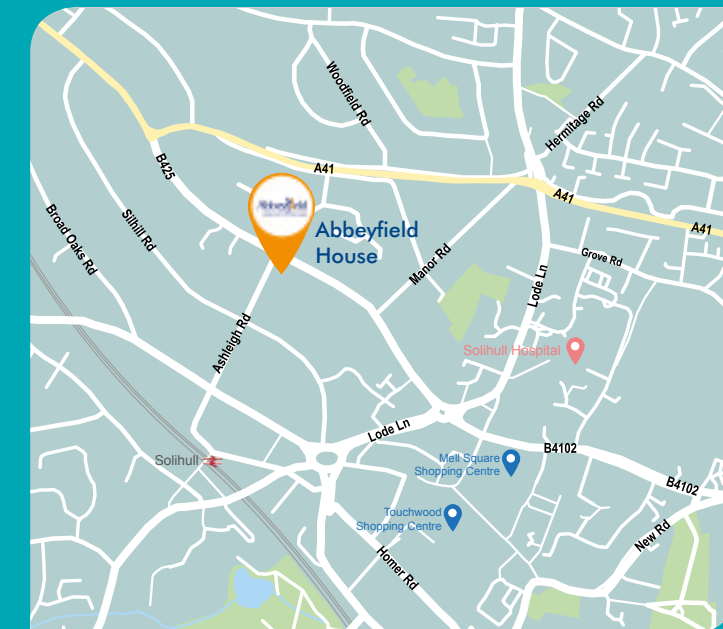 Woodfield Rd
Hermitage Rd
B425
A41
A41
A41
Abbeyfield
Broad Oaks Rd
Silhill Rd
Abbeyfield
House
Manor Rd
Grove Rd
Lode Ln
Ashleigh Rd
Solihull Hospital
Lode Ln
B4102
Solihull
Mell Square
Shopping Centre
B4102
Touchwood
Shopping Centre
New Rd
Homer Rd